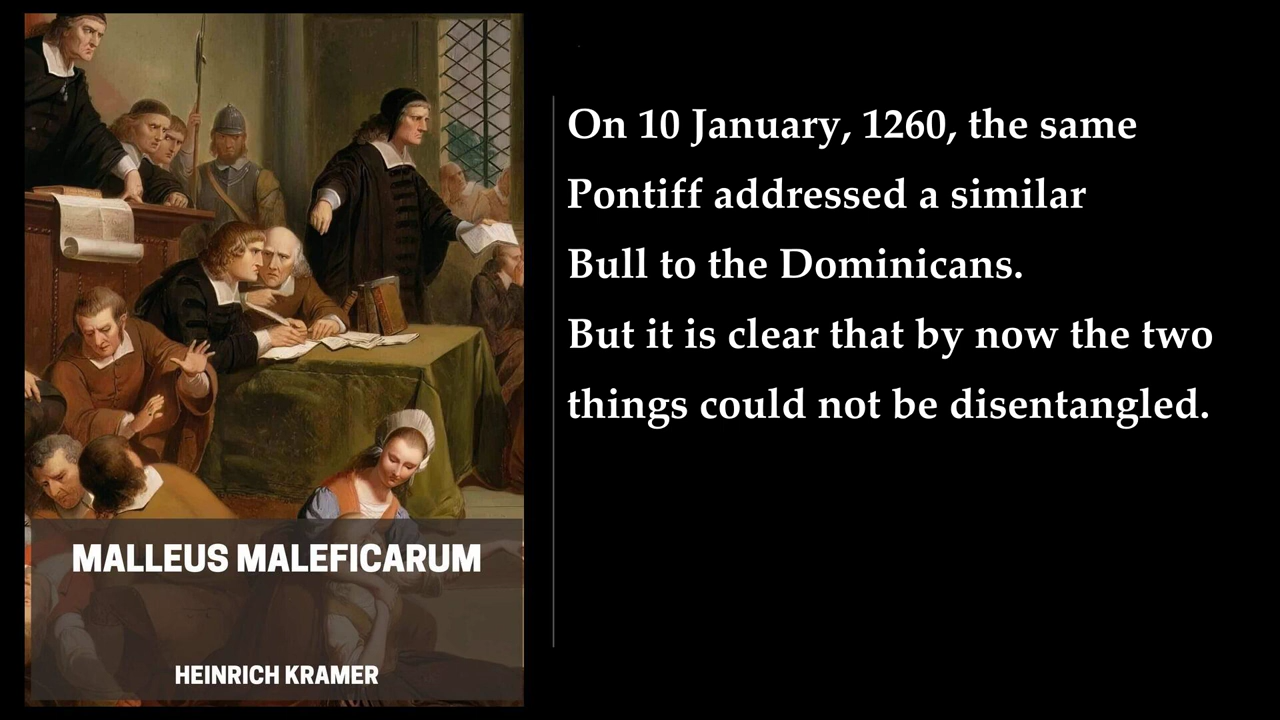 On 10 January, 1260, the same
Pontiff addressed a similar
Bull to the Dominicans.
But it is clear that by now the two
things could not be disentangled.
MALLEUS MALEFICARUM
HEINRICH KRAMER